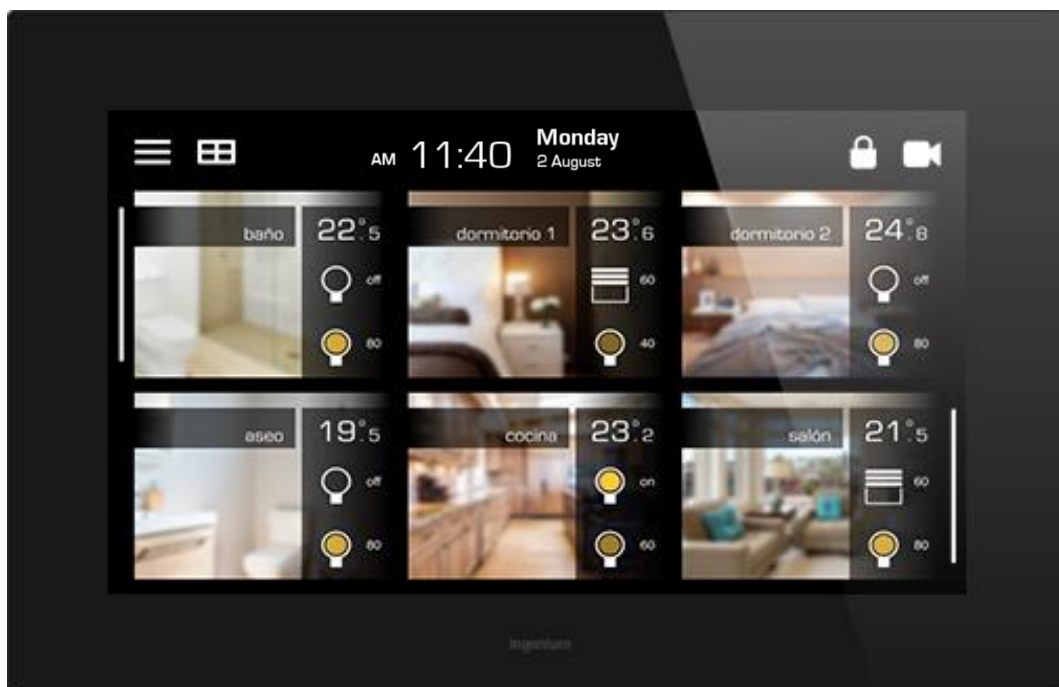 AM 11:40 Monday
2 August
baño 22°.5
off
80
dormitorio 1 23°.6
60
40
dormitorio 2 24°.8
off
80
aseo 19°.5
off
80
cocina 23°.2
on
60
salón 21°.5
60
80
Ingenium